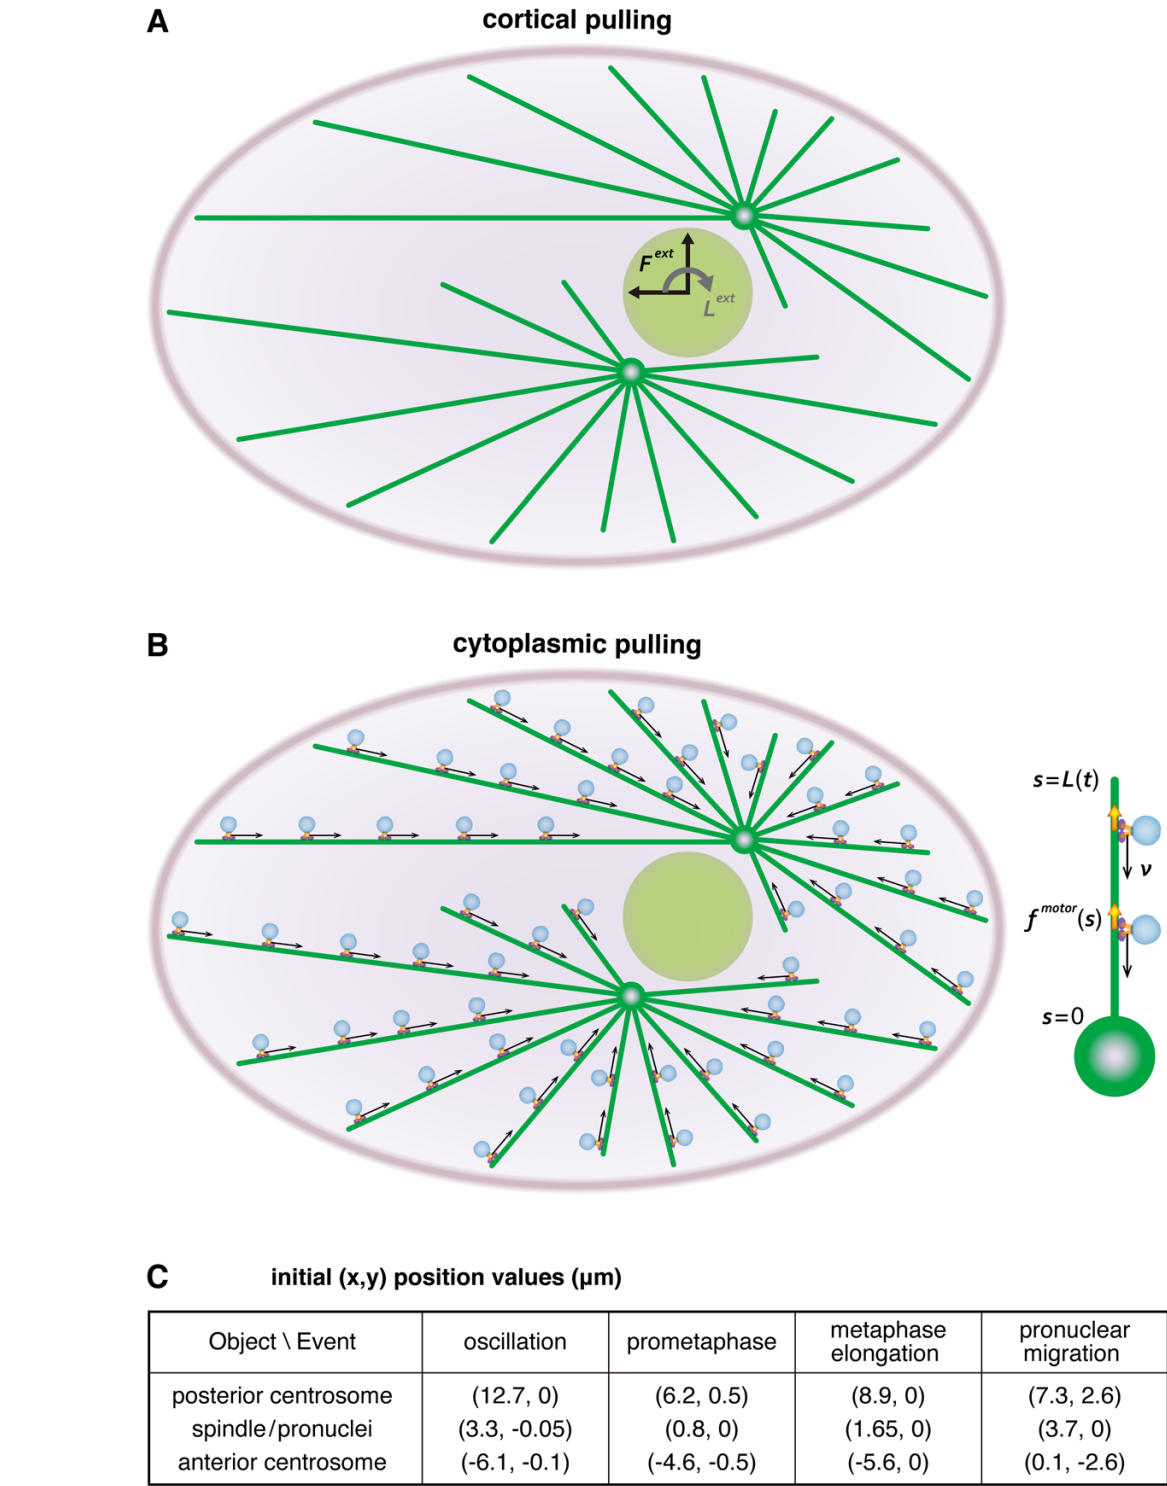 A
cortical pulling
F ext
L ext
B
cytoplasmic pulling
s=L(t)
v
f motor (s)
s=0
C
initial (x,y) position values (µm)
Object \ Event oscillation prometaphase metaphase elongation pronuclear migration
posterior centrosome (12.7, 0) (6.2, 0.5) (8.9, 0) (7.3, 2.6)
spindle/pronuclei (3.3, -0.05) (0.8, 0) (1.65, 0) (3.7, 0)
anterior centrosome (-6.1, -0.1) (-4.6, -0.5) (-5.6, 0) (0.1, -2.6)